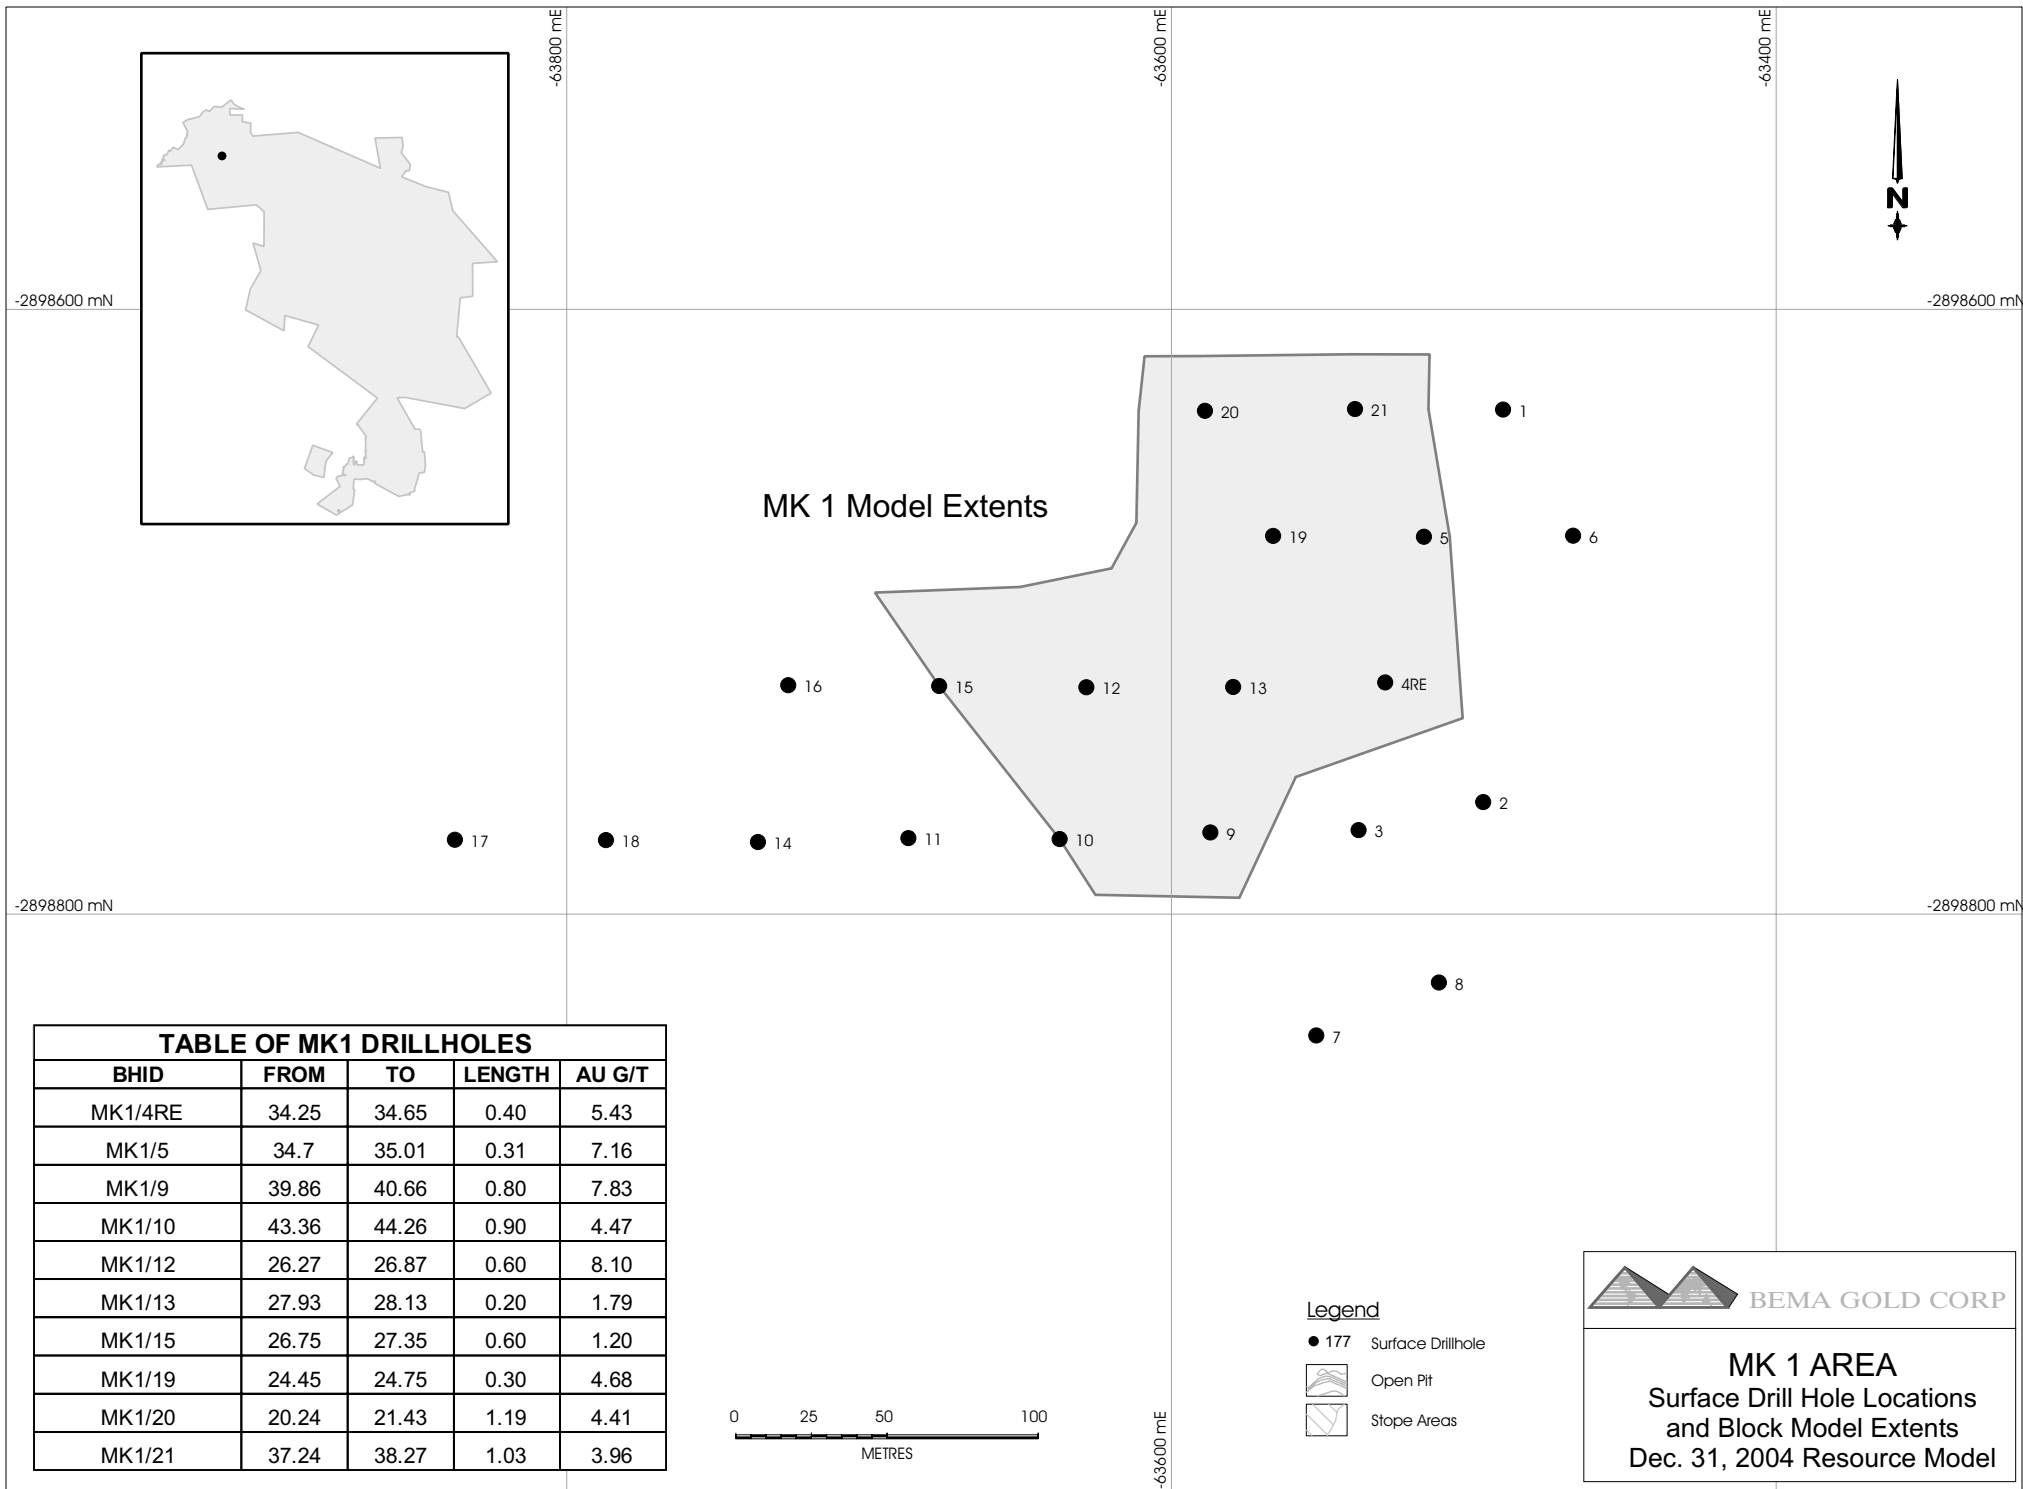 -63800 mE
-63600 mE
-63400 mE
N
-2898600 mN
-2898600 mN
20
21
1
MK 1 Model Extents
19
5
6
16
15
12
13
4RE
2
17
18
14
11
10
9
3
-2898800 mN
-2898800 mN
8
7
TABLE OF MK1 DRILLHOLES
BHID FROM TO LENGTH AU G/T
MK1/4RE 34.25 34.65 0.40 5.43
MK1/5 34.7 35.01 0.31 7.16
MK1/9 39.86 40.66 0.80 7.83
MK1/10 43.36 44.26 0.90 4.47
MK1/12 26.27 26.87 0.60 8.10
MK1/13 27.93 28.13 0.20 1.79
MK1/15 26.75 27.35 0.60 1.20
MK1/19 24.45 24.75 0.30 4.68
MK1/20 20.24 21.43 1.19 4.41
MK1/21 37.24 38.27 1.03 3.96
0 25 50 100
METRES
-63600 mE
Legend
177 Surface Drillhole
Open Pit
Stope Areas
BEMA GOLD CORP
MK 1 AREA
Surface Drill Hole Locations
and Block Model Extents
Dec. 31, 2004 Resource Model